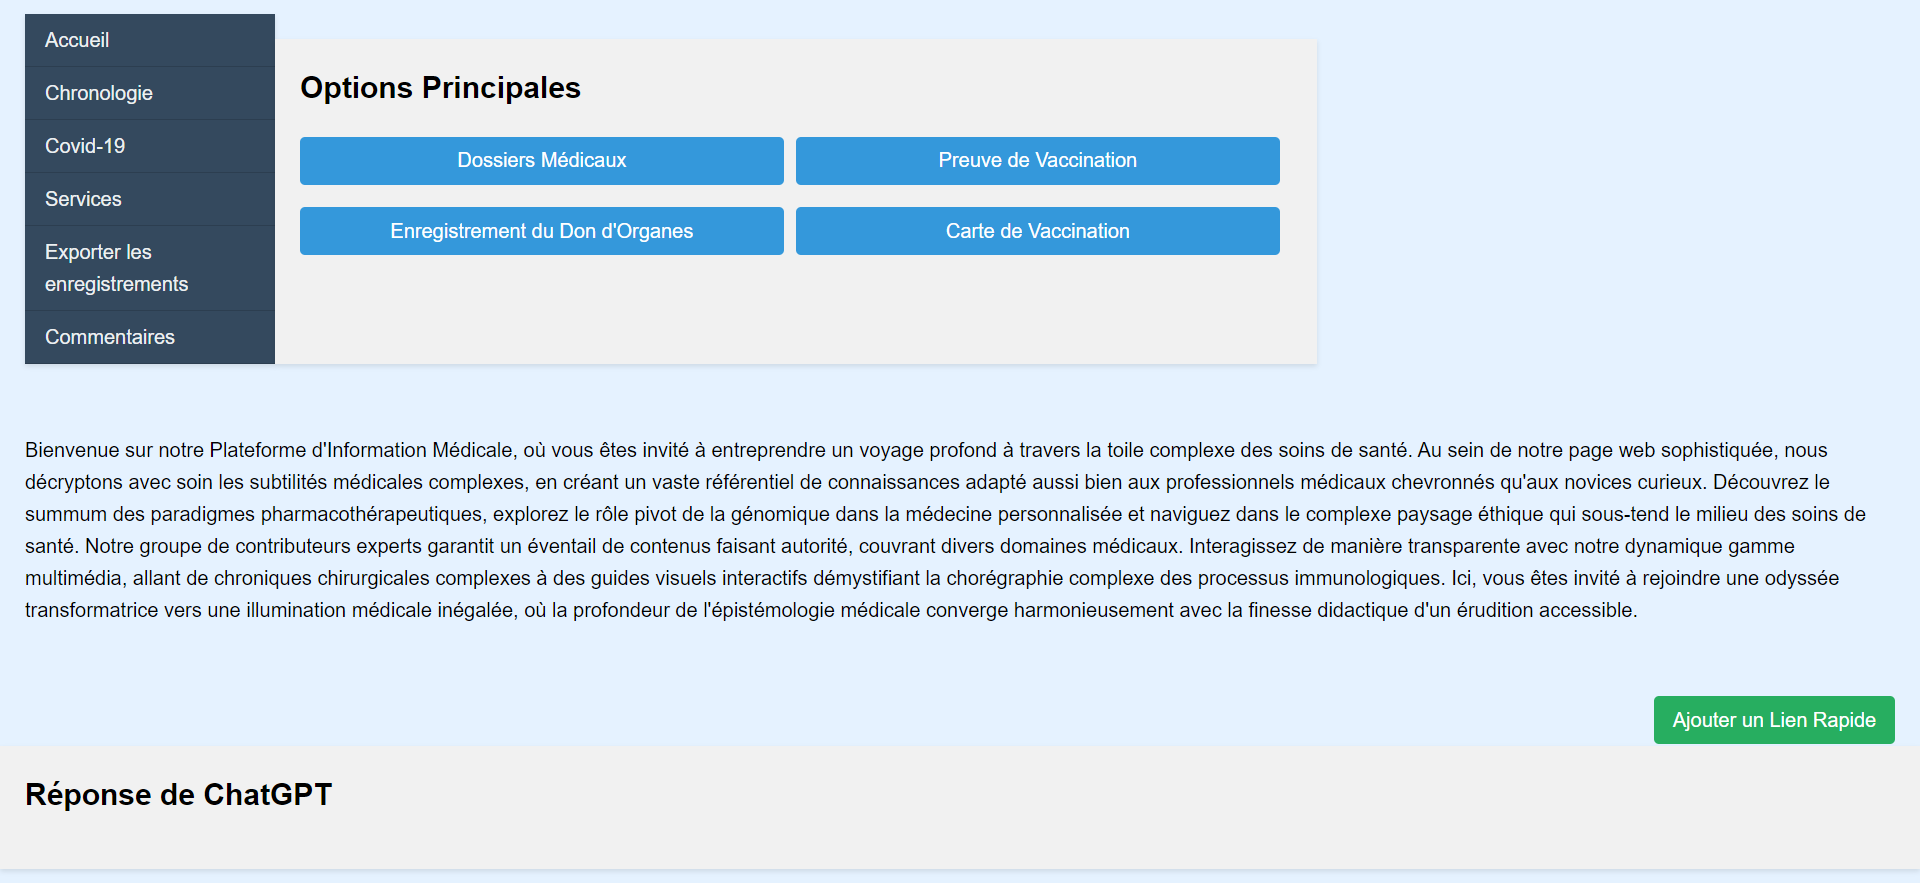 Accueil
Chronologie
Covid-19
Services
Exporter les
enregistrements
Commentaires
Options Principales
Dossiers Médicaux
Preuve de Vaccination
Enregistrement du Don d'Organes
Carte de Vaccination
Bienvenue sur notre Plateforme d'Information Médicale, où vous êtes invité à entreprendre un voyage profond à travers la toile complexe des soins de santé. Au sein de notre page web sophistiquée, nous
décryptons avec soin les subtilités médicales complexes, en créant un vaste référentiel de connaissances adapté aussi bien aux professionnels médicaux chevronnés qu'aux novices curieux. Découvrez le
summum des paradigmes pharmacothérapeutiques, explorez le rôle pivot de la génomique dans la médecine personnalisée et naviguez dans le complexe paysage éthique qui sous-tend le milieu des soins de
santé. Notre groupe de contributeurs experts garantit un éventail de contenus faisant autorité, couvrant divers domaines médicaux. Interagissez de manière transparente avec notre dynamique gamme
multimédia, allant de chroniques chirurgicales complexes à des guides visuels interactifs démystifiant la chorégraphie complexe des processus immunologiques. Ici, vous êtes invité à rejoindre une odyssée
transformatrice vers une illumination médicale inégalée, où la profondeur de l'épistémologie médicale converge harmonieusement avec la finesse didactique d'un érudition accessible.
Ajouter un Lien Rapide
Réponse de ChatGPT